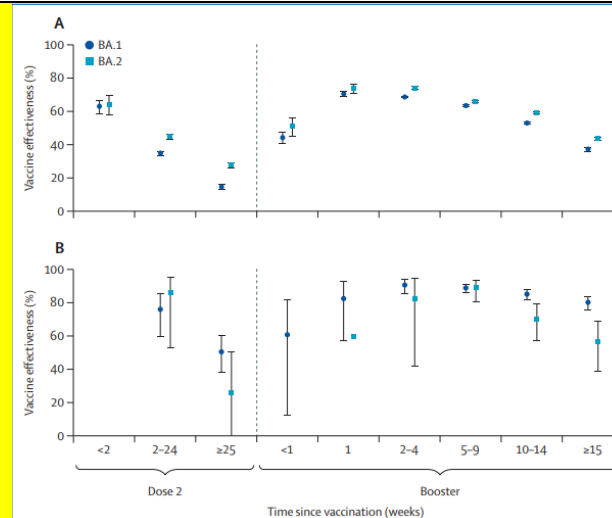 A
BA.1
BA.2
Vaccine effectiveness (%)
100
80
60
40
20
0
B
Vaccine effectiveness (%)
100
80
60
40
20
0
<2 2–24 ≥25 <1 1 2–4 5–9 10–14 ≥15
Dose 2 Booster
Time since vaccination (weeks)